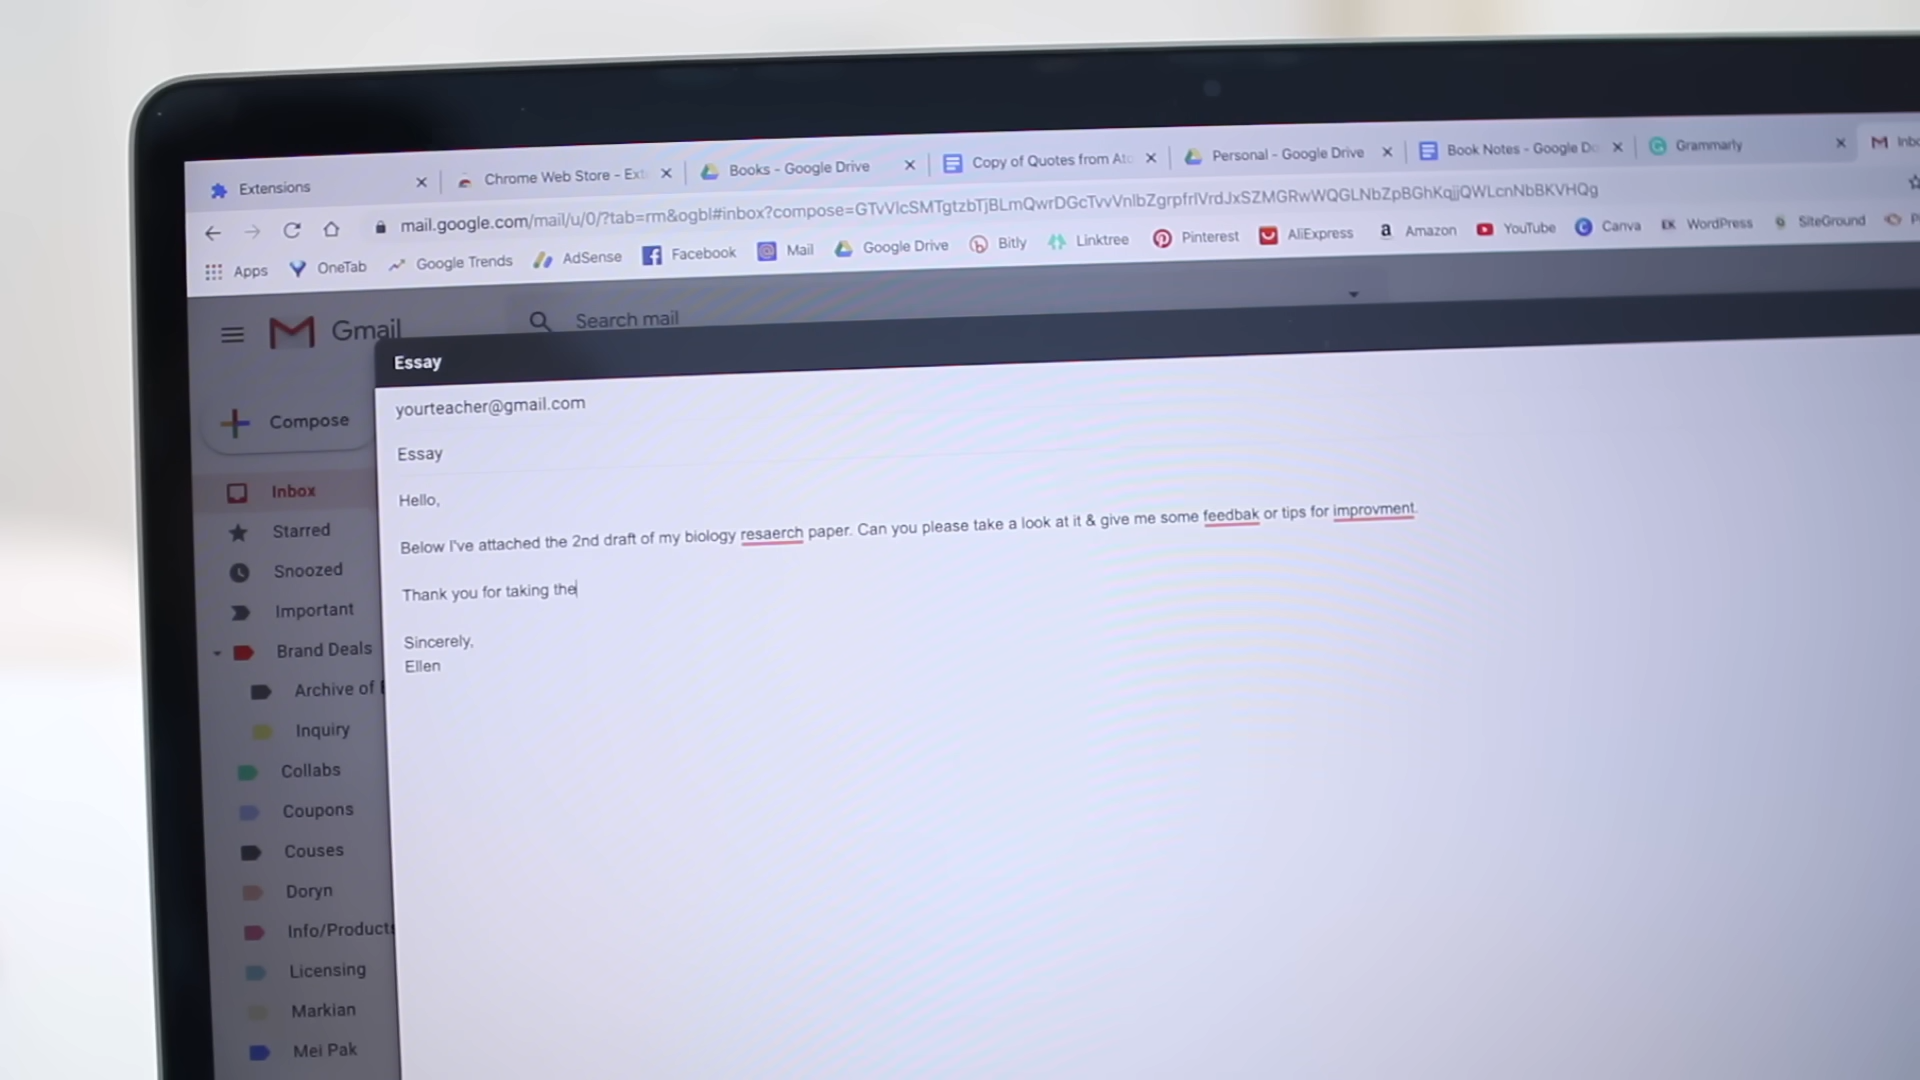 Extensions
Chrome Web Store - Ext
Books - Google Drive
Copy of Quotes from Ato
Personal - Google Drive
Book Notes - Google Do
Grammarly
Inbo
mail.google.com/mail/u/0/?tab=rm&ogbl#inbox?compose=
Apps
OneTab
Google Trends
AdSense
Facebook
Mail
Google Drive
Bitly
Linktree
Pinterest
AliExpress
Amazon
YouTube
Canva
WordPress
SiteGround
Gmail
Search mail
Compose
Inbox
Starred
Snoozed
Important
Brand Deals
Archive of
Inquiry
Collabs
Coupons
Couses
Doryn
Info/Products
Licensing
Markian
Mei Pak
Essay
yourteacher@gmail.com
Essay
Hello,
Below I've attached the 2nd draft of my biology resaerch paper. Can you please take a look at it & give me some feedbak or tips for improvment.
Thank you for taking the
Sincerely,
Ellen